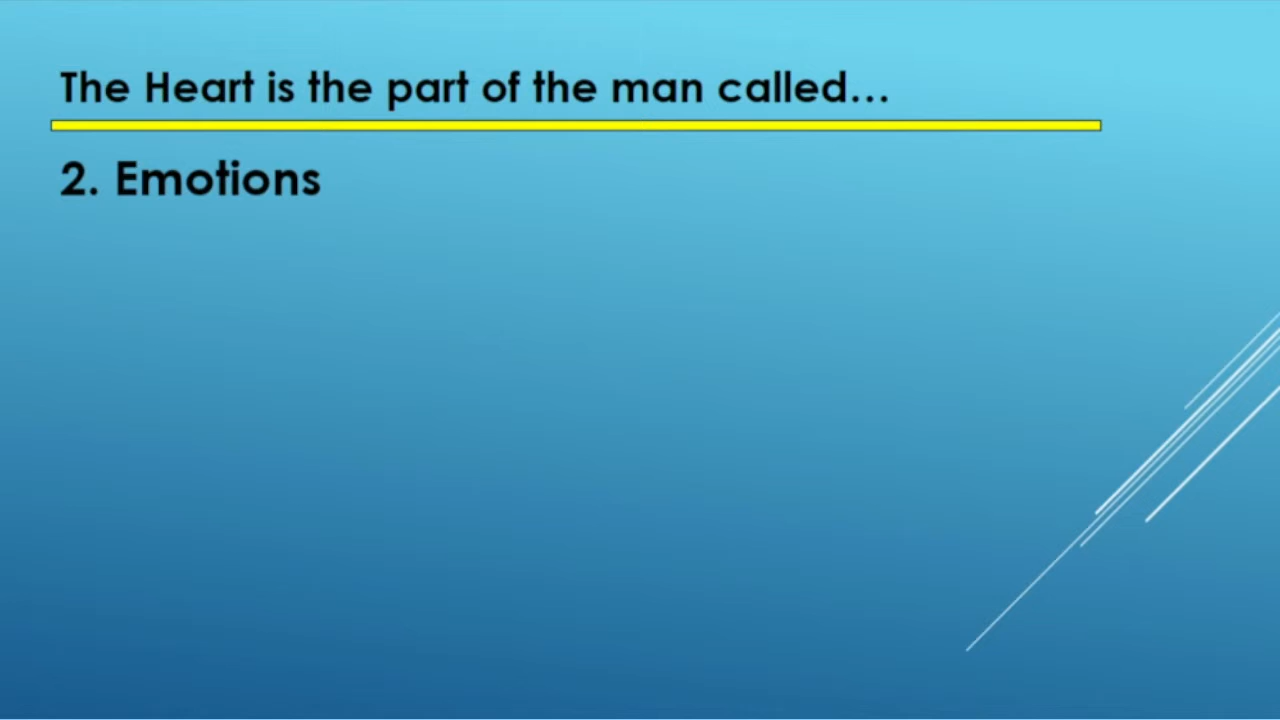 The Heart is the part of the man called…
2. Emotions